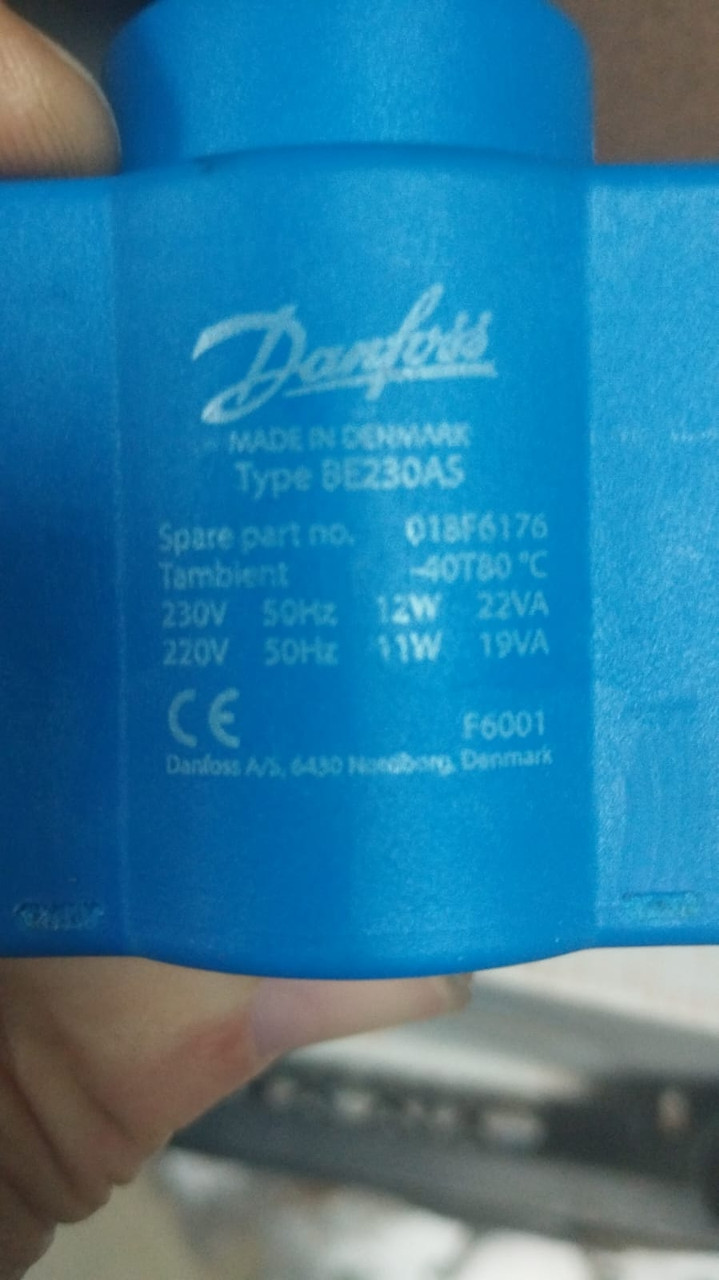 Danfoss
MADE IN DENMARK
Type BE230AS
Spare part no. 018F6176
Tambient -40T80 °C
230V 50Hz 12W 22VA
220V 50Hz 11W 19VA
CE F6001
Danfoss A/S, 6430 Nordborg, Denmark